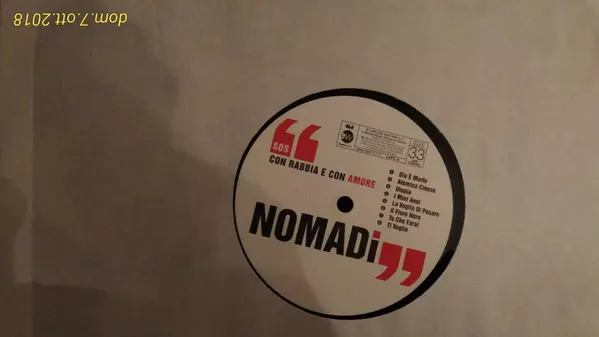 dom.7.ott.2018
SOS
CON RABBIA E CON AMORE
NOMADi
33
Dio È Morto
Atomica Cinese
Utopia
I Miei Anni
La Voglia Di Posare
Il Fiore Nero
Tu Che Farai
Ti Voglio